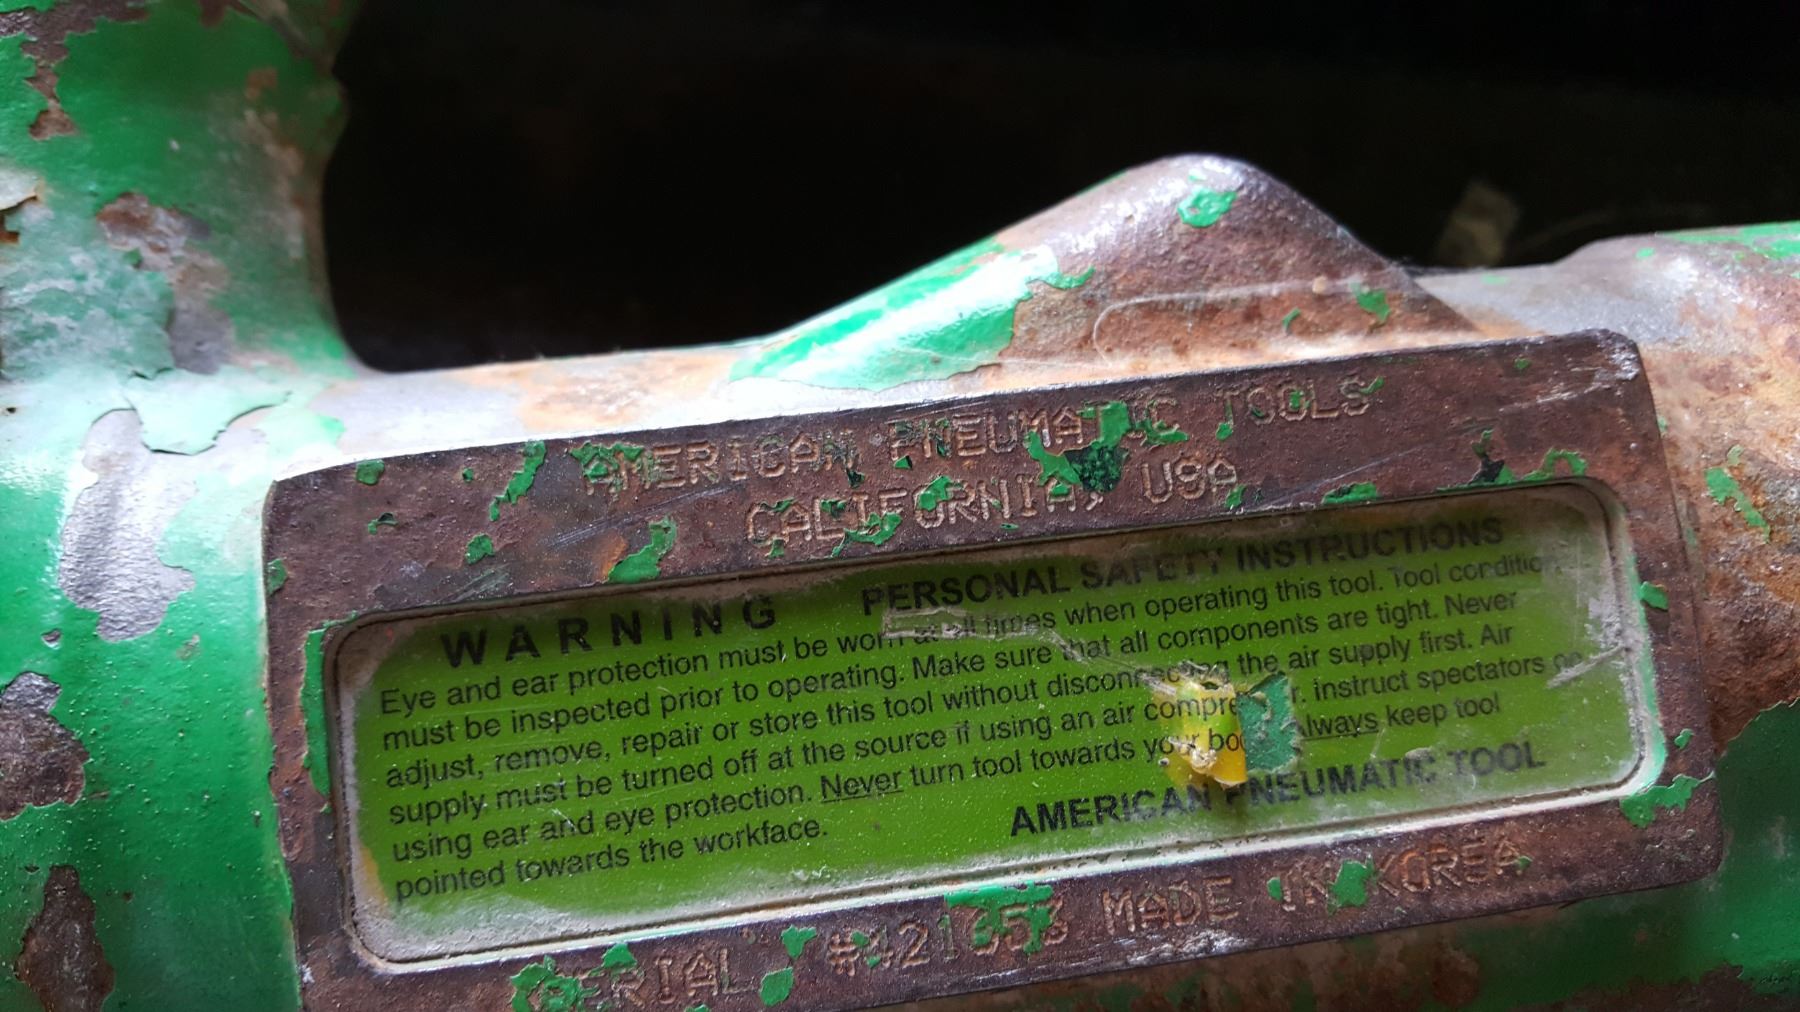 AMERICAN PNEUMATIC TOOLS
CALIFORNIA, USA
WARNING PERSONAL SAFETY INSTRUCTIONS
Eye and ear protection must be worn at all times when operating this tool. Tool condition
must be inspected prior to operating. Make sure that all components are tight. Never
adjust, remove, repair or store this tool without disconnecting the air supply first. Air
supply must be turned off at the source if using an air compressor. instruct spectators on
using ear and eye protection. Never turn tool towards your body. Always keep tool
pointed towards the workface.
AMERICAN PNEUMATIC TOOL
SERIAL #421353 MADE IN KOREA